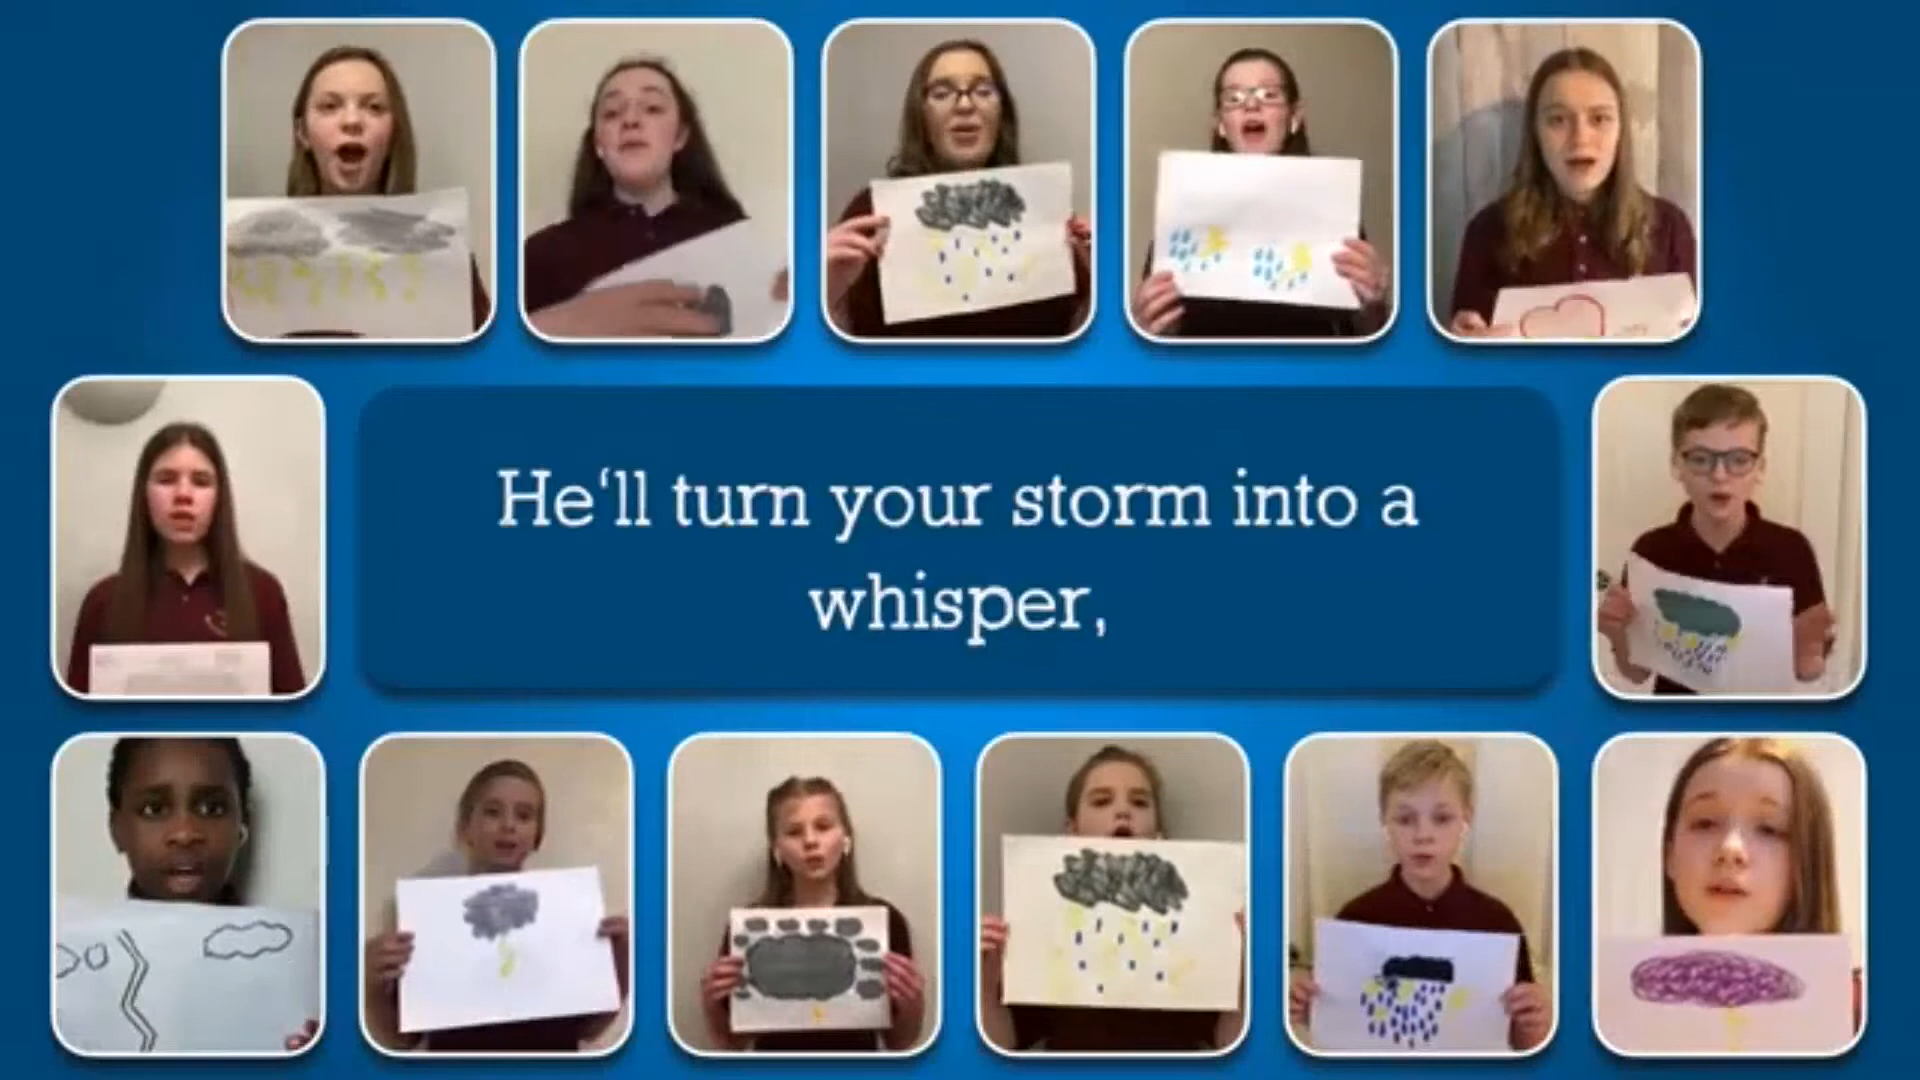 He‘ll turn your storm into a
whisper,